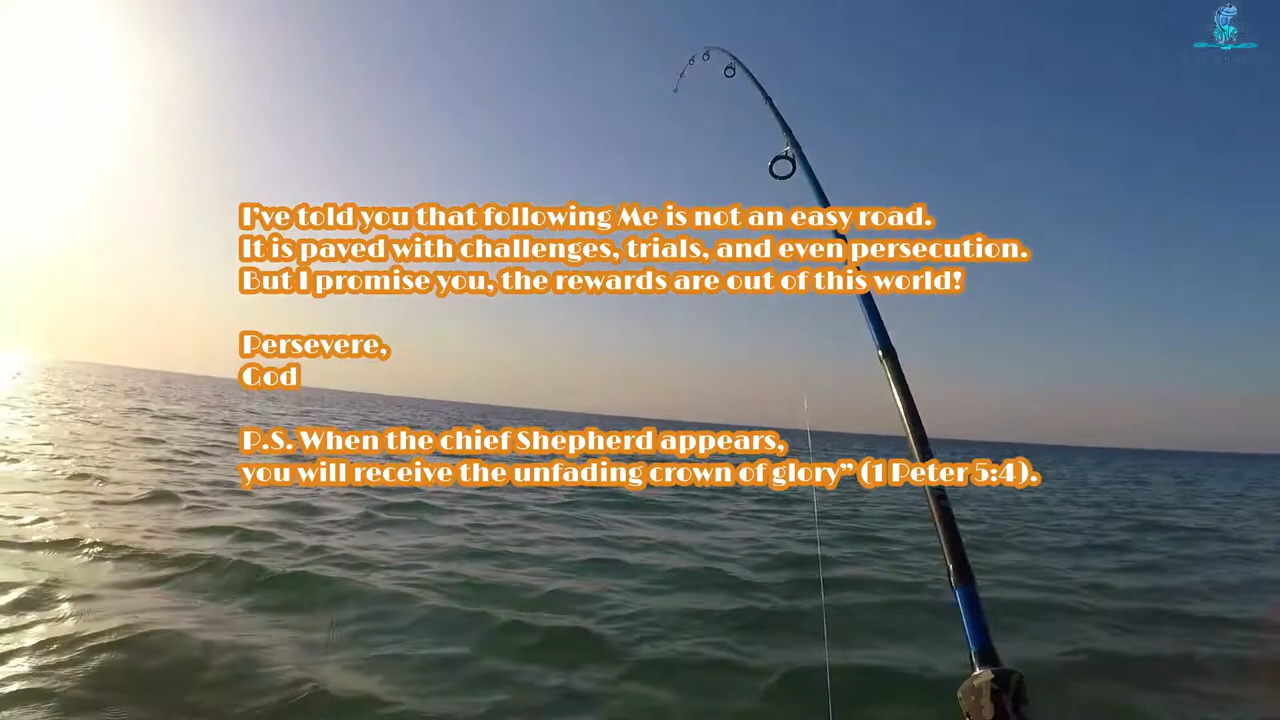 I've told you that following Me is not an easy road.
It is paved with challenges, trials, and even persecution.
But I promise you, the rewards are out of this world!
Persevere,
God
P.S. When the chief Shepherd appears,
you will receive the unfading crown of glory” (1 Peter 5:4).